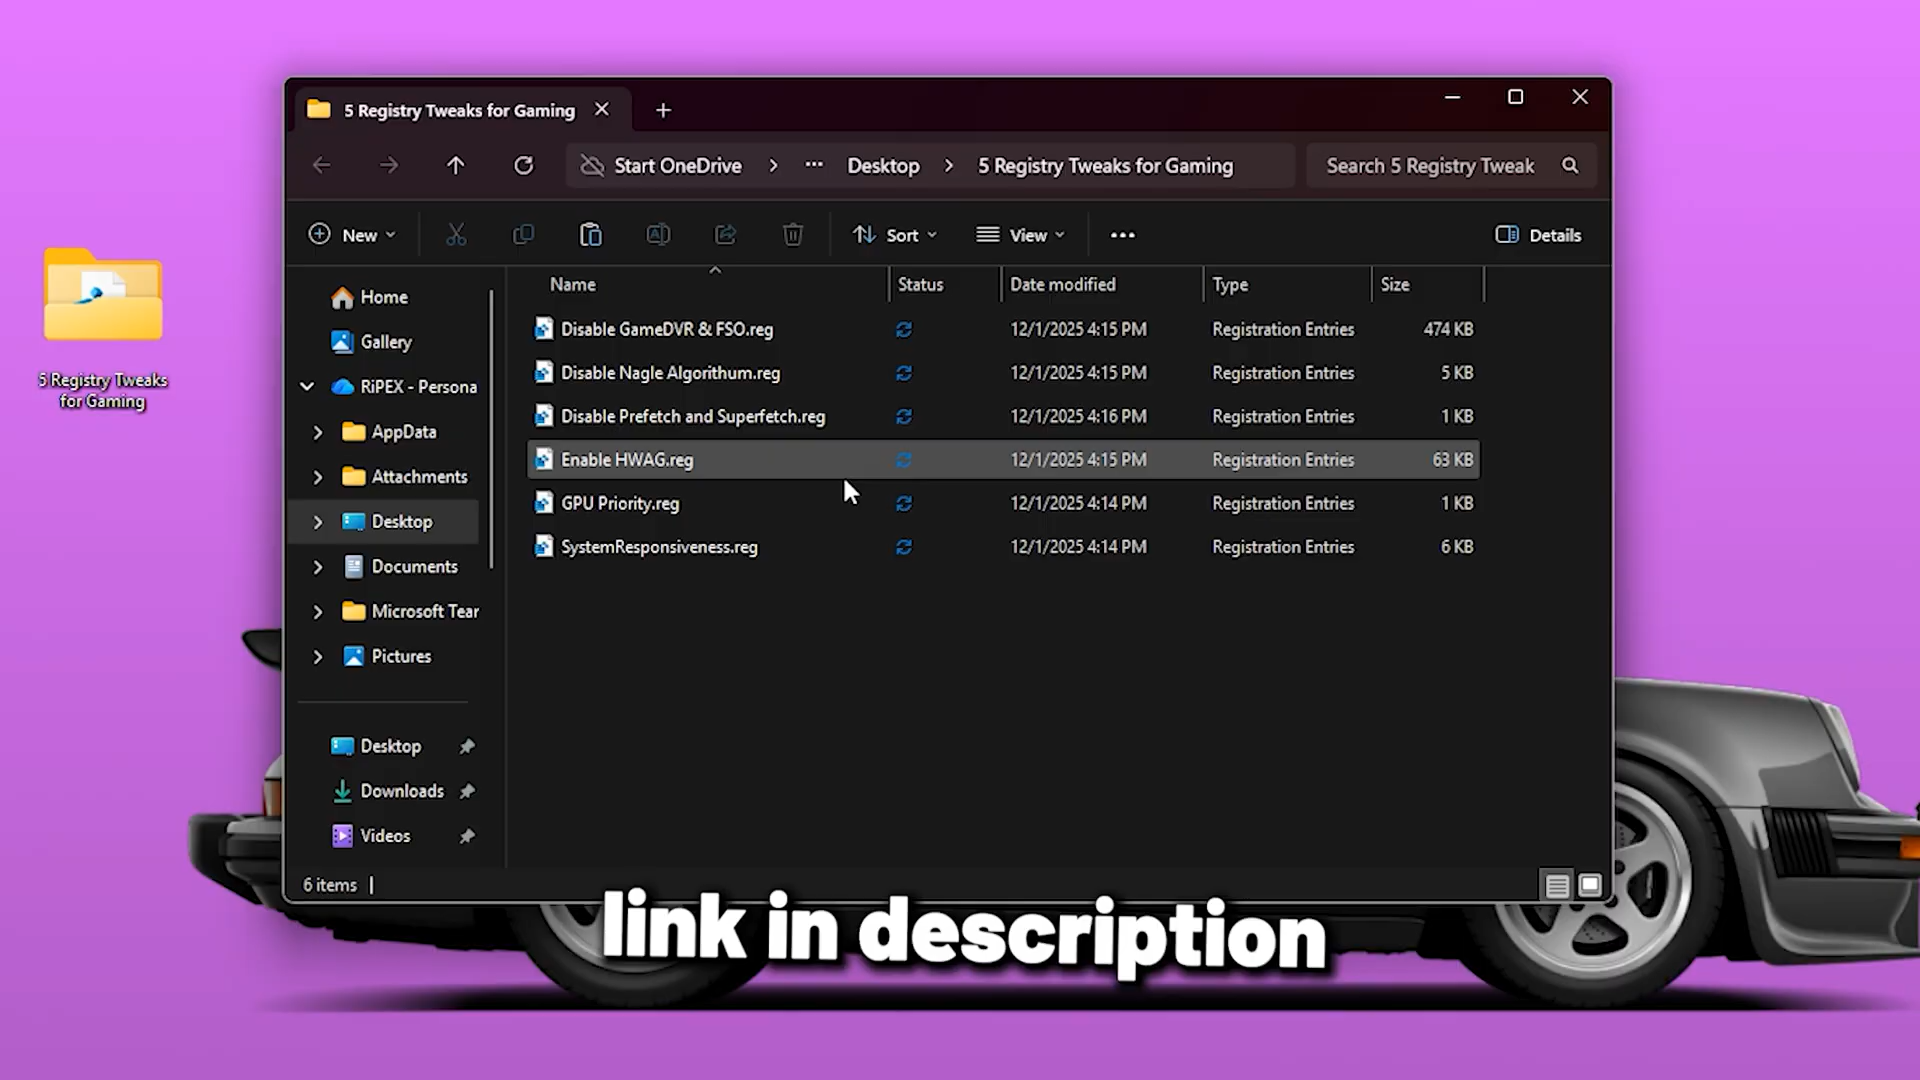 5 Registry Tweaks for Gaming
Start OneDrive > ··· Desktop > 5 Registry Tweaks for Gaming
Search 5 Registry Tweak
New
Sort
View
Details
5 Registry Tweaks
for Gaming
Home
Gallery
RiPEX - Persona
AppData
Attachments
Desktop
Documents
Microsoft Tear
Pictures
Desktop
Downloads
Videos
Name Status Date modified Type Size
Disable GameDVR & FSO.reg 12/1/2025 4:15 PM Registration Entries 474 KB
Disable Nagle Algorithum.reg 12/1/2025 4:15 PM Registration Entries 5 KB
Disable Prefetch and Superfetch.reg 12/1/2025 4:16 PM Registration Entries 1 KB
Enable HWAG.reg 12/1/2025 4:15 PM Registration Entries 63 KB
GPU Priority.reg 12/1/2025 4:14 PM Registration Entries 1 KB
SystemResponsiveness.reg 12/1/2025 4:14 PM Registration Entries 6 KB
6 items
link in description